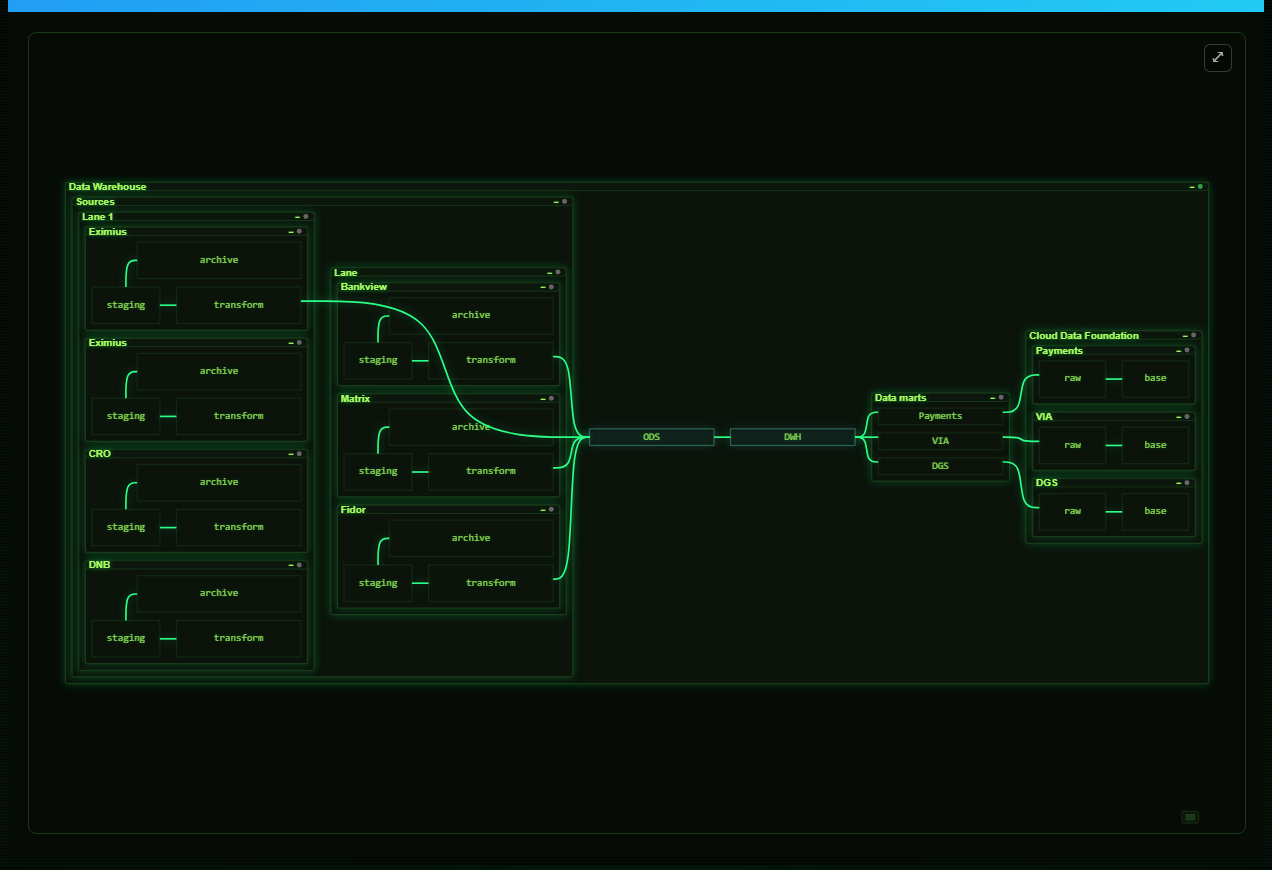 Data Warehouse
Sources
Lane 1
Eximius
archive
staging
transform
Eximius
archive
staging
transform
CRO
archive
staging
transform
DNB
archive
staging
transform
Lane
Bankview
archive
staging
transform
Matrix
archive
staging
transform
Fidor
archive
staging
transform
ODS
DWH
Data marts
Payments
VIA
DGS
Cloud Data Foundation
Payments
raw
base
VIA
raw
base
DGS
raw
base